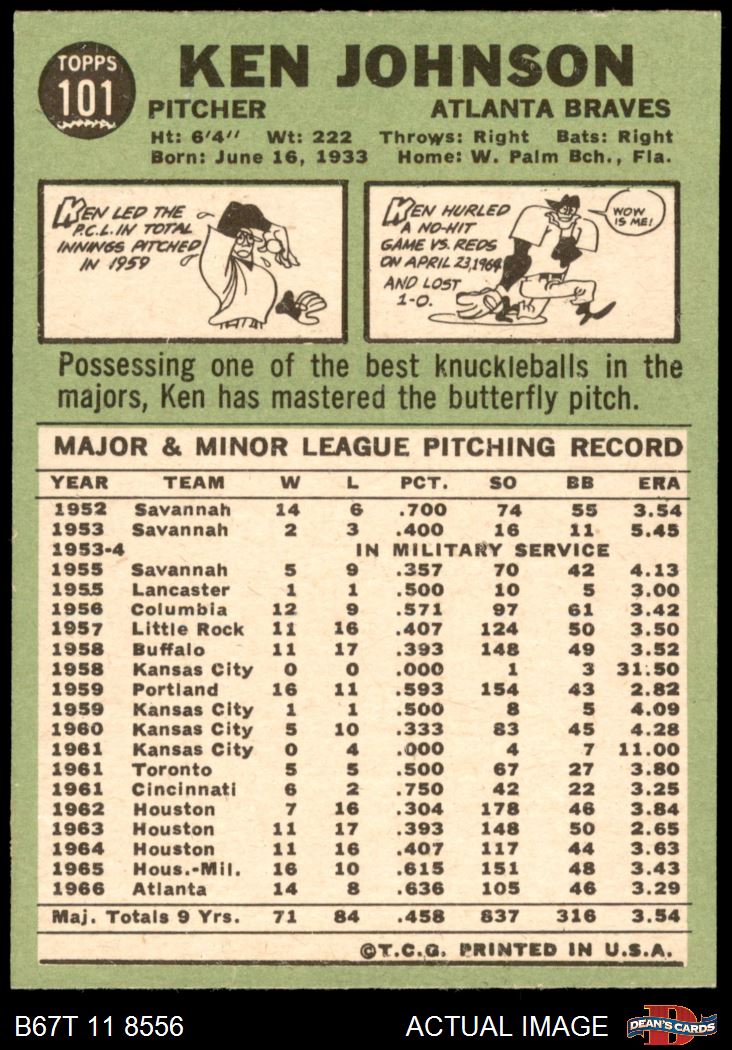 TOPPS
101
KEN JOHNSON
PITCHER ATLANTA BRAVES
Ht: 6'4" Wt: 222 Throws: Right Bats: Right
Born: June 16, 1933 Home: W. Palm Bch., Fla.
KEN LED THE
P.C.L. IN TOTAL
INNINGS PITCHED
IN 1959
KEN HURLED
A NO-HIT
GAME VS. REDS
ON APRIL 23, 1964
AND LOST
1-0.
WOW
IS ME!
Possessing one of the best knuckleballs in the
majors, Ken has mastered the butterfly pitch.
MAJOR & MINOR LEAGUE PITCHING RECORD
YEAR TEAM W L PCT. SO BB ERA
1952 Savannah 14 6 .700 74 55 3.54
1953 Savannah 2 3 .400 16 11 5.45
1953-4 IN MILITARY SERVICE
1955 Savannah 5 9 .357 70 42 4.13
1955 Lancaster 1 1 .500 10 5 3.00
1956 Columbia 12 9 .571 97 61 3.42
1957 Little Rock 11 16 .407 124 50 3.50
1958 Buffalo 11 17 .393 148 49 3.52
1958 Kansas City 0 0 .000 1 3 31.50
1959 Portland 16 11 .593 154 43 2.82
1959 Kansas City 1 1 .500 8 5 4.09
1960 Kansas City 5 10 .333 83 45 4.28
1961 Kansas City 0 4 .000 4 7 11.00
1961 Toronto 5 5 .500 67 27 3.80
1961 Cincinnati 6 2 .750 42 22 3.25
1962 Houston 7 16 .304 178 46 3.84
1963 Houston 11 17 .393 148 50 2.65
1964 Houston 11 16 .407 117 44 3.63
1965 Hous.-Mil. 16 10 .615 151 48 3.43
1966 Atlanta 14 8 .636 105 46 3.29
Maj. Totals 9 Yrs. 71 84 .458 837 316 3.54
©T.C.G. PRINTED IN U.S.A.
B67T 11 8556 ACTUAL IMAGE
D
DEAN'S CARDS